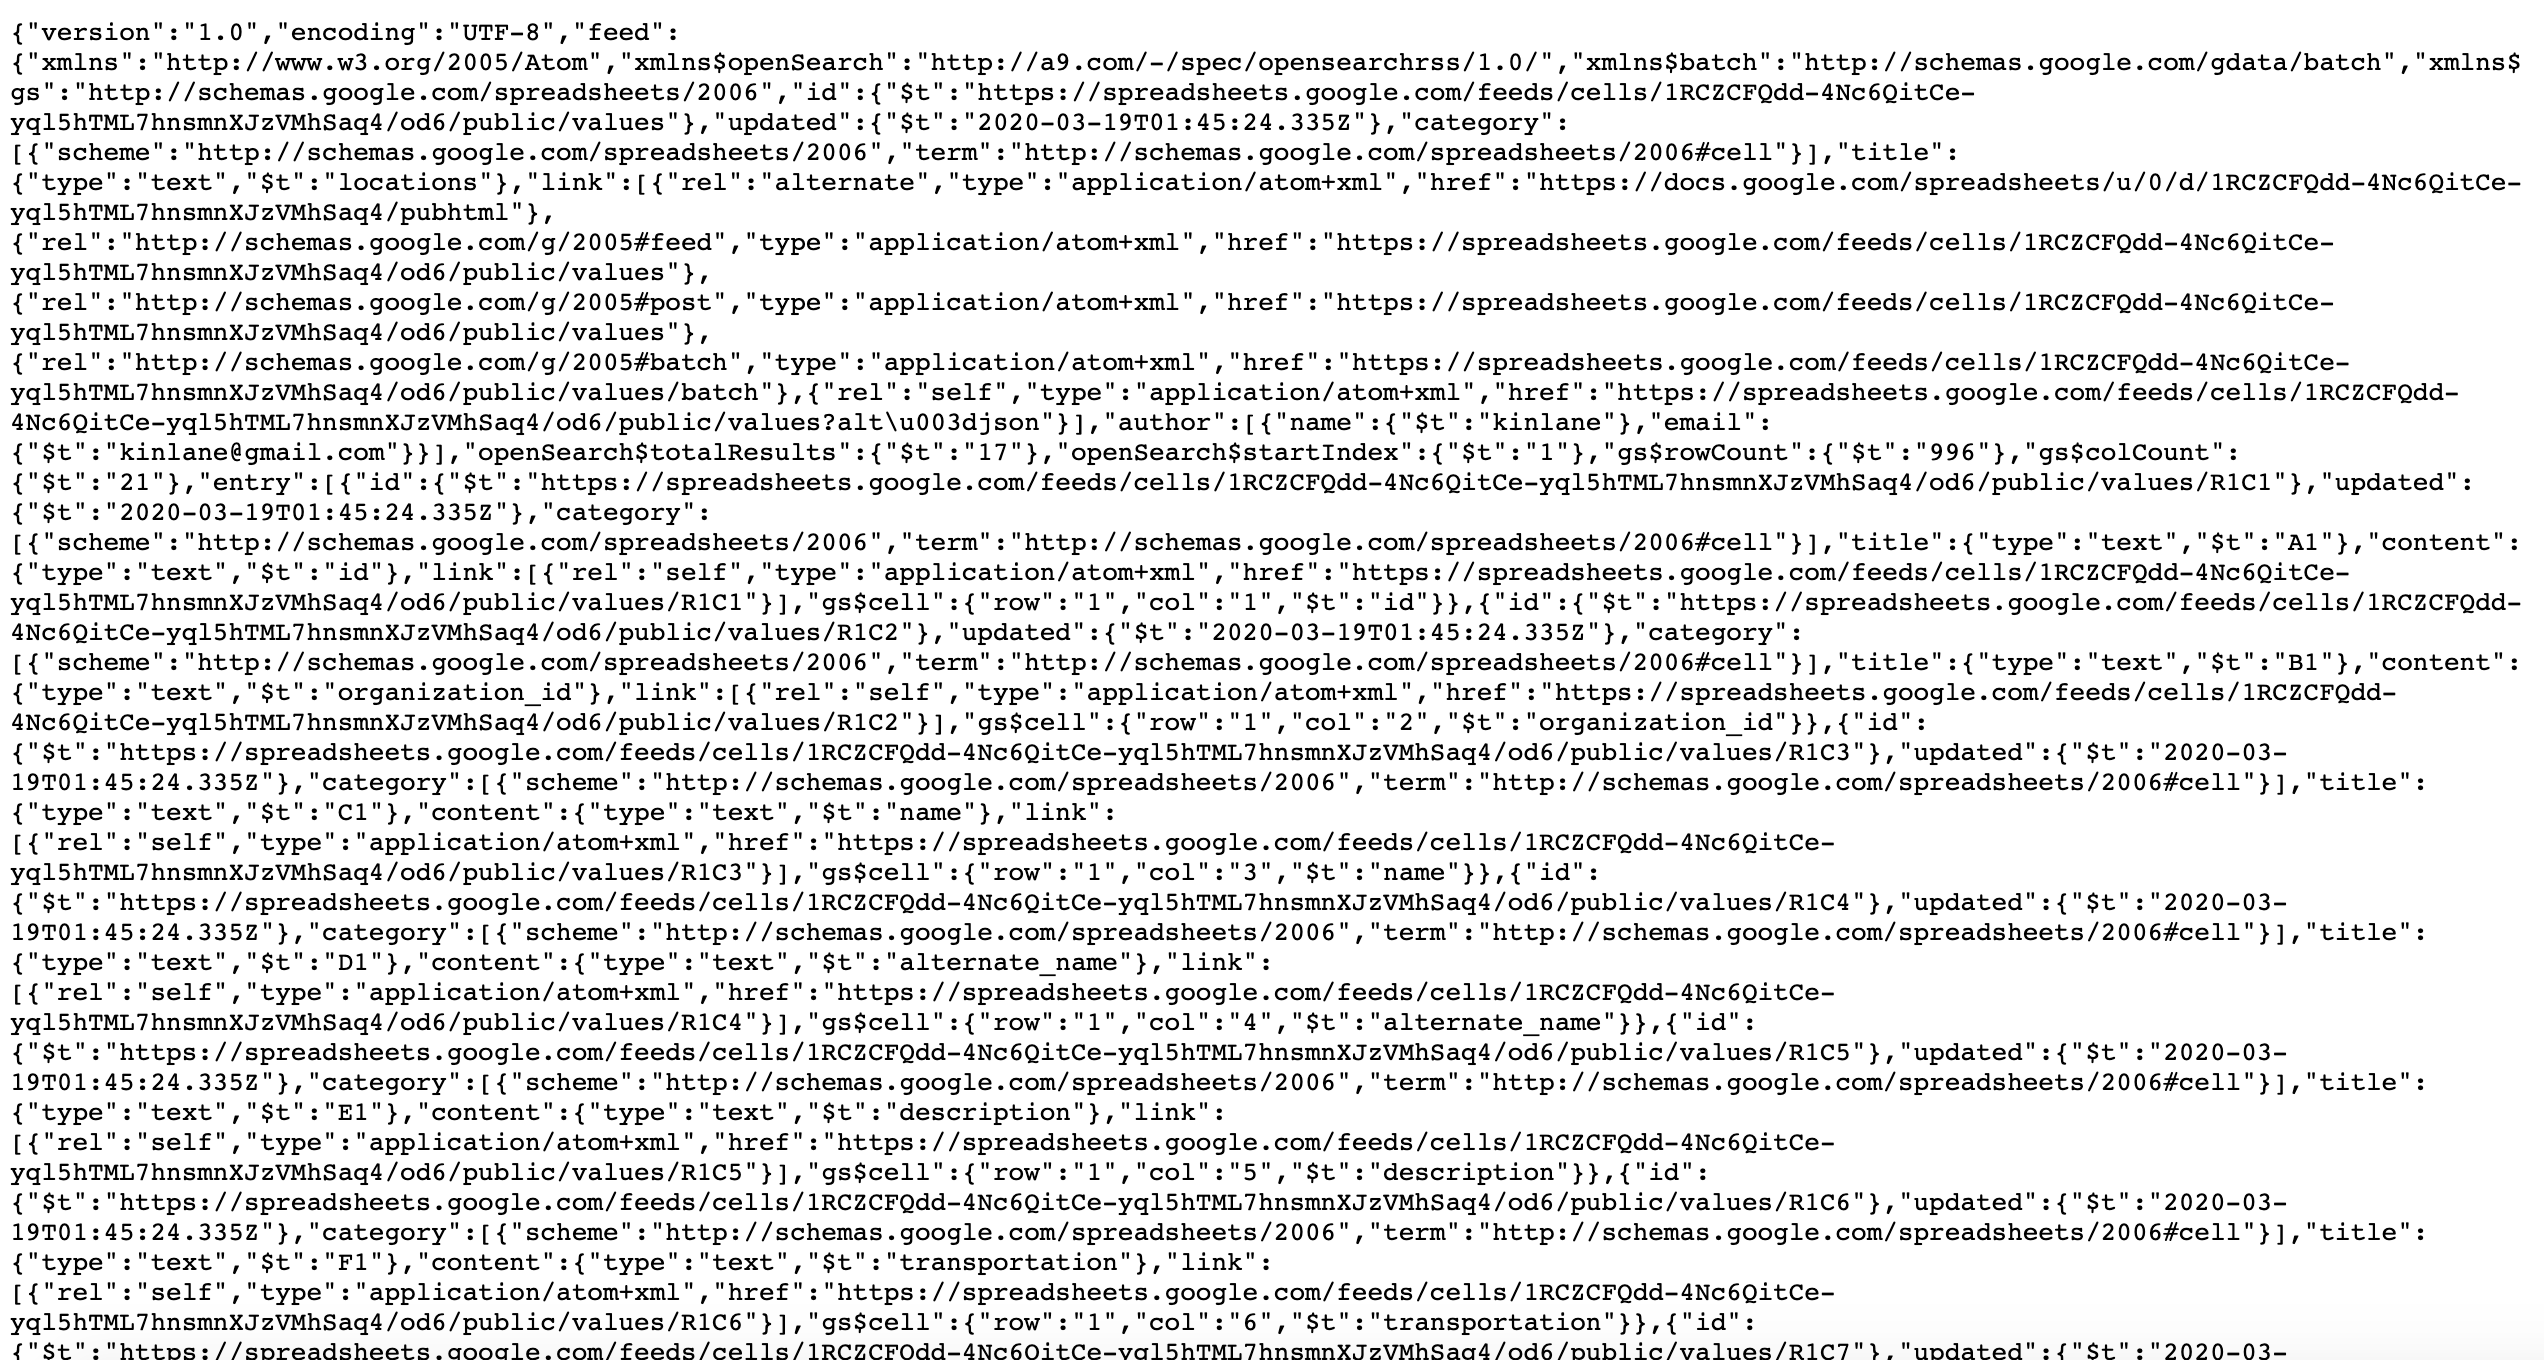 {"version":"1.0","encoding":"UTF-8","feed":
{"xmlns":"http://www.w3.org/2005/Atom","xmlns$openSearch":"http://a9.com/-/spec/opensearchrss/1.0/","xmlns$batch":"http://schemas.google.com/gdata/batch","xmlns$
gs":"http://schemas.google.com/spreadsheets/2006","id":{"$t":"https://spreadsheets.google.com/feeds/cells/1RCZCFQdd-4Nc6QitCe-
yql5hTML7hnsmnXJzVMhSaq4/od6/public/values"},"updated":{"$t":"2020-03-19T01:45:24.335Z"},"category":
[{"scheme":"http://schemas.google.com/spreadsheets/2006","term":"http://schemas.google.com/spreadsheets/2006#cell"}],"title":
{"type":"text","$t":"locations"},"link":[{"rel":"alternate","type":"application/atom+xml","href":"https://docs.google.com/spreadsheets/u/0/d/1RCZCFQdd-4Nc6QitCe-
yql5hTML7hnsmnXJzVMhSaq4/pubhtml"},
{"rel":"http://schemas.google.com/g/2005#feed","type":"application/atom+xml","href":"https://spreadsheets.google.com/feeds/cells/1RCZCFQdd-4Nc6QitCe-
yql5hTML7hnsmnXJzVMhSaq4/od6/public/values"},
{"rel":"http://schemas.google.com/g/2005#post","type":"application/atom+xml","href":"https://spreadsheets.google.com/feeds/cells/1RCZCFQdd-4Nc6QitCe-
yql5hTML7hnsmnXJzVMhSaq4/od6/public/values"},
{"rel":"http://schemas.google.com/g/2005#batch","type":"application/atom+xml","href":"https://spreadsheets.google.com/feeds/cells/1RCZCFQdd-4Nc6QitCe-
yql5hTML7hnsmnXJzVMhSaq4/od6/public/values/batch"},{"rel":"self","type":"application/atom+xml","href":"https://spreadsheets.google.com/feeds/cells/1RCZCFQdd-
4Nc6QitCe-yql5hTML7hnsmnXJzVMhSaq4/od6/public/values?alt\u003djson"}],"author":[{"name":{"$t":"kinlane"},"email":
{"$t":"kinlane@gmail.com"}}],"openSearch$totalResults":{"$t":"17"},"openSearch$startIndex":{"$t":"1"},"gs$rowCount":{"$t":"996"},"gs$colCount":
{"$t":"21"},"entry":[{"id":{"$t":"https://spreadsheets.google.com/feeds/cells/1RCZCFQdd-4Nc6QitCe-yql5hTML7hnsmnXJzVMhSaq4/od6/public/values/R1C1"},"updated":
{"$t":"2020-03-19T01:45:24.335Z"},"category":
[{"scheme":"http://schemas.google.com/spreadsheets/2006","term":"http://schemas.google.com/spreadsheets/2006#cell"}],"title":{"type":"text","$t":"A1"},"content":
{"type":"text","$t":"id"},"link":[{"rel":"self","type":"application/atom+xml","href":"https://spreadsheets.google.com/feeds/cells/1RCZCFQdd-4Nc6QitCe-
yql5hTML7hnsmnXJzVMhSaq4/od6/public/values/R1C1"}],"gs$cell":{"row":"1","col":"1","$t":"id"}},{"id":{"$t":"https://spreadsheets.google.com/feeds/cells/1RCZCFQdd-
4Nc6QitCe-yql5hTML7hnsmnXJzVMhSaq4/od6/public/values/R1C2"},"updated":{"$t":"2020-03-19T01:45:24.335Z"},"category":
[{"scheme":"http://schemas.google.com/spreadsheets/2006","term":"http://schemas.google.com/spreadsheets/2006#cell"}],"title":{"type":"text","$t":"B1"},"content":
{"type":"text","$t":"organization_id"},"link":[{"rel":"self","type":"application/atom+xml","href":"https://spreadsheets.google.com/feeds/cells/1RCZCFQdd-
4Nc6QitCe-yql5hTML7hnsmnXJzVMhSaq4/od6/public/values/R1C2"}],"gs$cell":{"row":"1","col":"2","$t":"organization_id"}},{"id":
{"$t":"https://spreadsheets.google.com/feeds/cells/1RCZCFQdd-4Nc6QitCe-yql5hTML7hnsmnXJzVMhSaq4/od6/public/values/R1C3"},"updated":{"$t":"2020-03-
19T01:45:24.335Z"},"category":[{"scheme":"http://schemas.google.com/spreadsheets/2006","term":"http://schemas.google.com/spreadsheets/2006#cell"}],"title":
{"type":"text","$t":"C1"},"content":{"type":"text","$t":"name"},"link":
[{"rel":"self","type":"application/atom+xml","href":"https://spreadsheets.google.com/feeds/cells/1RCZCFQdd-4Nc6QitCe-
yql5hTML7hnsmnXJzVMhSaq4/od6/public/values/R1C3"}],"gs$cell":{"row":"1","col":"3","$t":"name"}},{"id":
{"$t":"https://spreadsheets.google.com/feeds/cells/1RCZCFQdd-4Nc6QitCe-yql5hTML7hnsmnXJzVMhSaq4/od6/public/values/R1C4"},"updated":{"$t":"2020-03-
19T01:45:24.335Z"},"category":[{"scheme":"http://schemas.google.com/spreadsheets/2006","term":"http://schemas.google.com/spreadsheets/2006#cell"}],"title":
{"type":"text","$t":"D1"},"content":{"type":"text","$t":"alternate_name"},"link":
[{"rel":"self","type":"application/atom+xml","href":"https://spreadsheets.google.com/feeds/cells/1RCZCFQdd-4Nc6QitCe-
yql5hTML7hnsmnXJzVMhSaq4/od6/public/values/R1C4"}],"gs$cell":{"row":"1","col":"4","$t":"alternate_name"}},{"id":
{"$t":"https://spreadsheets.google.com/feeds/cells/1RCZCFQdd-4Nc6QitCe-yql5hTML7hnsmnXJzVMhSaq4/od6/public/values/R1C5"},"updated":{"$t":"2020-03-
19T01:45:24.335Z"},"category":[{"scheme":"http://schemas.google.com/spreadsheets/2006","term":"http://schemas.google.com/spreadsheets/2006#cell"}],"title":
{"type":"text","$t":"E1"},"content":{"type":"text","$t":"description"},"link":
[{"rel":"self","type":"application/atom+xml","href":"https://spreadsheets.google.com/feeds/cells/1RCZCFQdd-4Nc6QitCe-
yql5hTML7hnsmnXJzVMhSaq4/od6/public/values/R1C5"}],"gs$cell":{"row":"1","col":"5","$t":"description"}},{"id":
{"$t":"https://spreadsheets.google.com/feeds/cells/1RCZCFQdd-4Nc6QitCe-yql5hTML7hnsmnXJzVMhSaq4/od6/public/values/R1C6"},"updated":{"$t":"2020-03-
19T01:45:24.335Z"},"category":[{"scheme":"http://schemas.google.com/spreadsheets/2006","term":"http://schemas.google.com/spreadsheets/2006#cell"}],"title":
{"type":"text","$t":"F1"},"content":{"type":"text","$t":"transportation"},"link":
[{"rel":"self","type":"application/atom+xml","href":"https://spreadsheets.google.com/feeds/cells/1RCZCFQdd-4Nc6QitCe-
yql5hTML7hnsmnXJzVMhSaq4/od6/public/values/R1C6"}],"gs$cell":{"row":"1","col":"6","$t":"transportation"}},{"id":
{"$t":"https://spreadsheets.google.com/feeds/cells/1RCZCFQdd-4Nc6QitCe-yql5hTML7hnsmnXJzVMhSaq4/od6/public/values/R1C7"},"updated":{"$t":"2020-03-